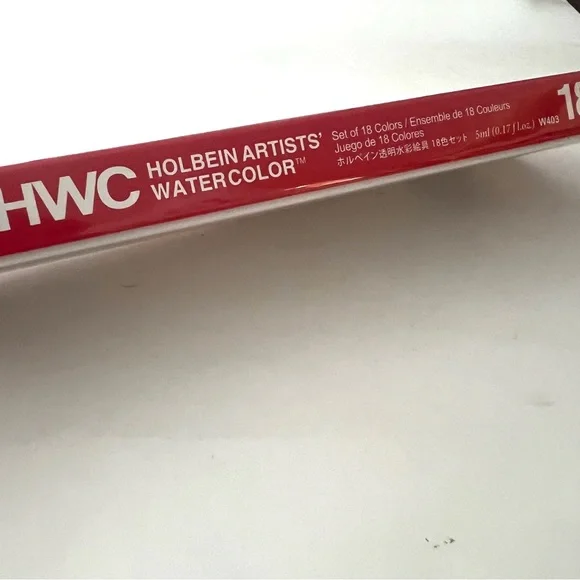 HWC
HOLBEIN ARTISTS'
WATERCOLOR™
Set of 18 Colors / Ensemble de 18 Couleurs
Juego de 18 Colores
ホルベイン透明水彩絵具 18色セット 5ml (0.17 fl.oz.) W403
18